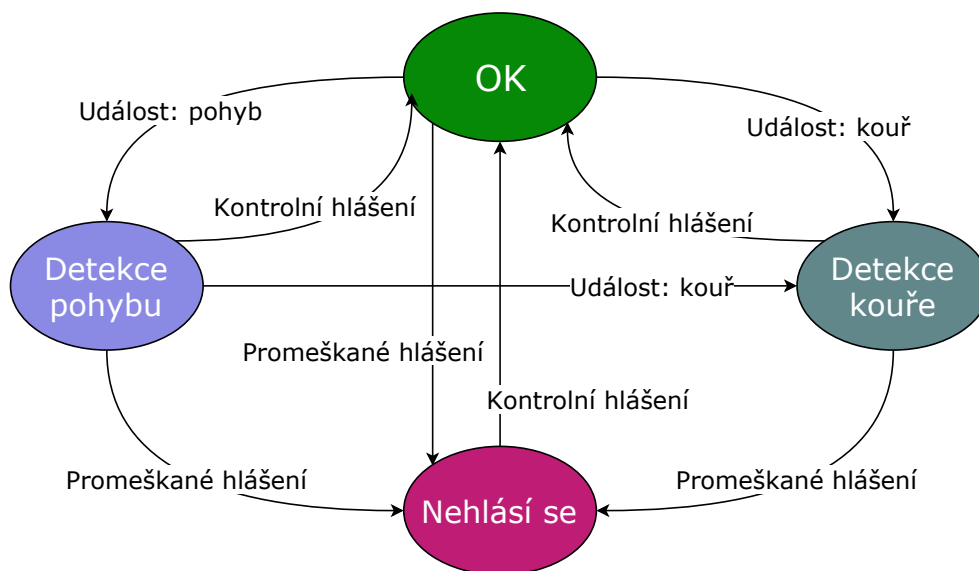 OK
Událost: pohyb
Událost: kouř
Kontrolní hlášení
Kontrolní hlášení
Detekce
pohybu
Událost: kouř
Detekce
kouře
Promeškané hlášení
Kontrolní hlášení
Promeškané hlášení
Promeškané hlášení
Nehlásí se